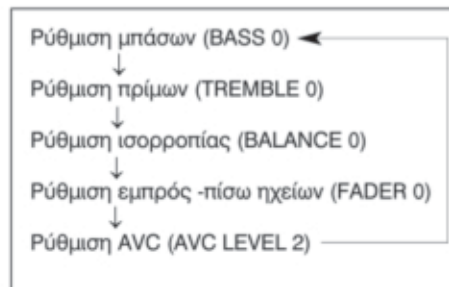 Ρύθμιση μπάσων (BASS 0)
Ρύθμιση πρίμων (TREMBLE 0)
Ρύθμιση ισορροπίας (BALANCE 0)
Ρύθμιση εμπρός -πίσω ηχείων (FADER 0)
Ρύθμιση AVC (AVC LEVEL 2)